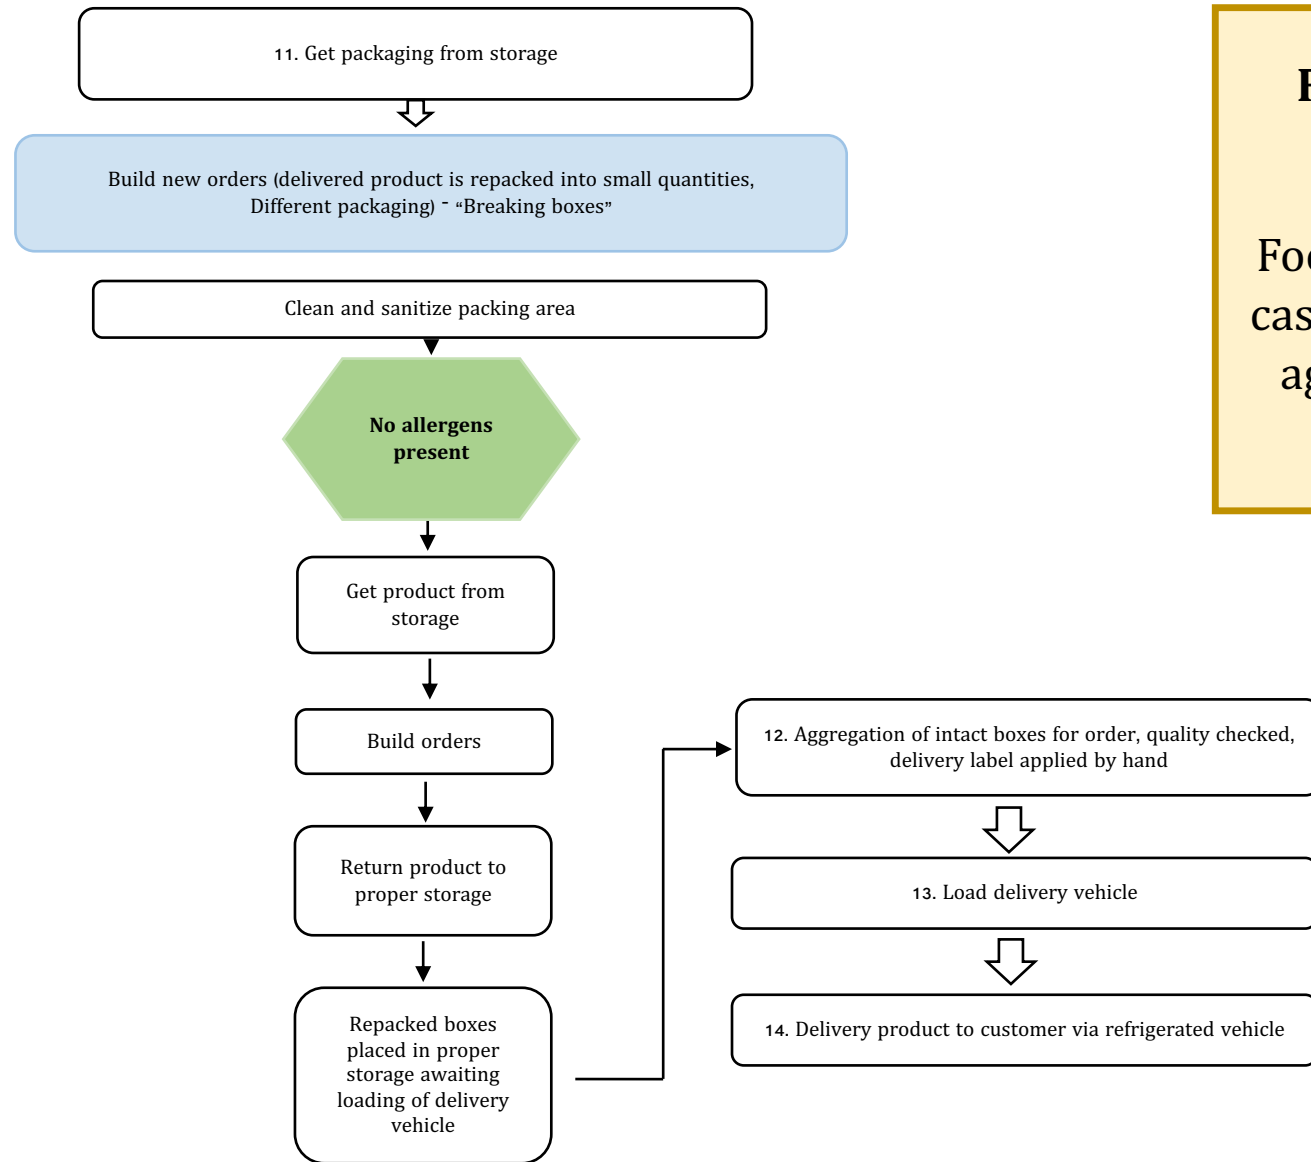 11. Get packaging from storage
Build new orders (delivered product is repacked into small quantities,
Different packaging) - “Breaking boxes”
Clean and sanitize packing area
No allergens
present
Get product from
storage
Build orders
Return product to
proper storage
Repacked boxes
placed in proper
storage awaiting
loading of delivery
vehicle
12. Aggregation of intact boxes for order, quality checked,
delivery label applied by hand
13. Load delivery vehicle
14. Delivery product to customer via refrigerated vehicle